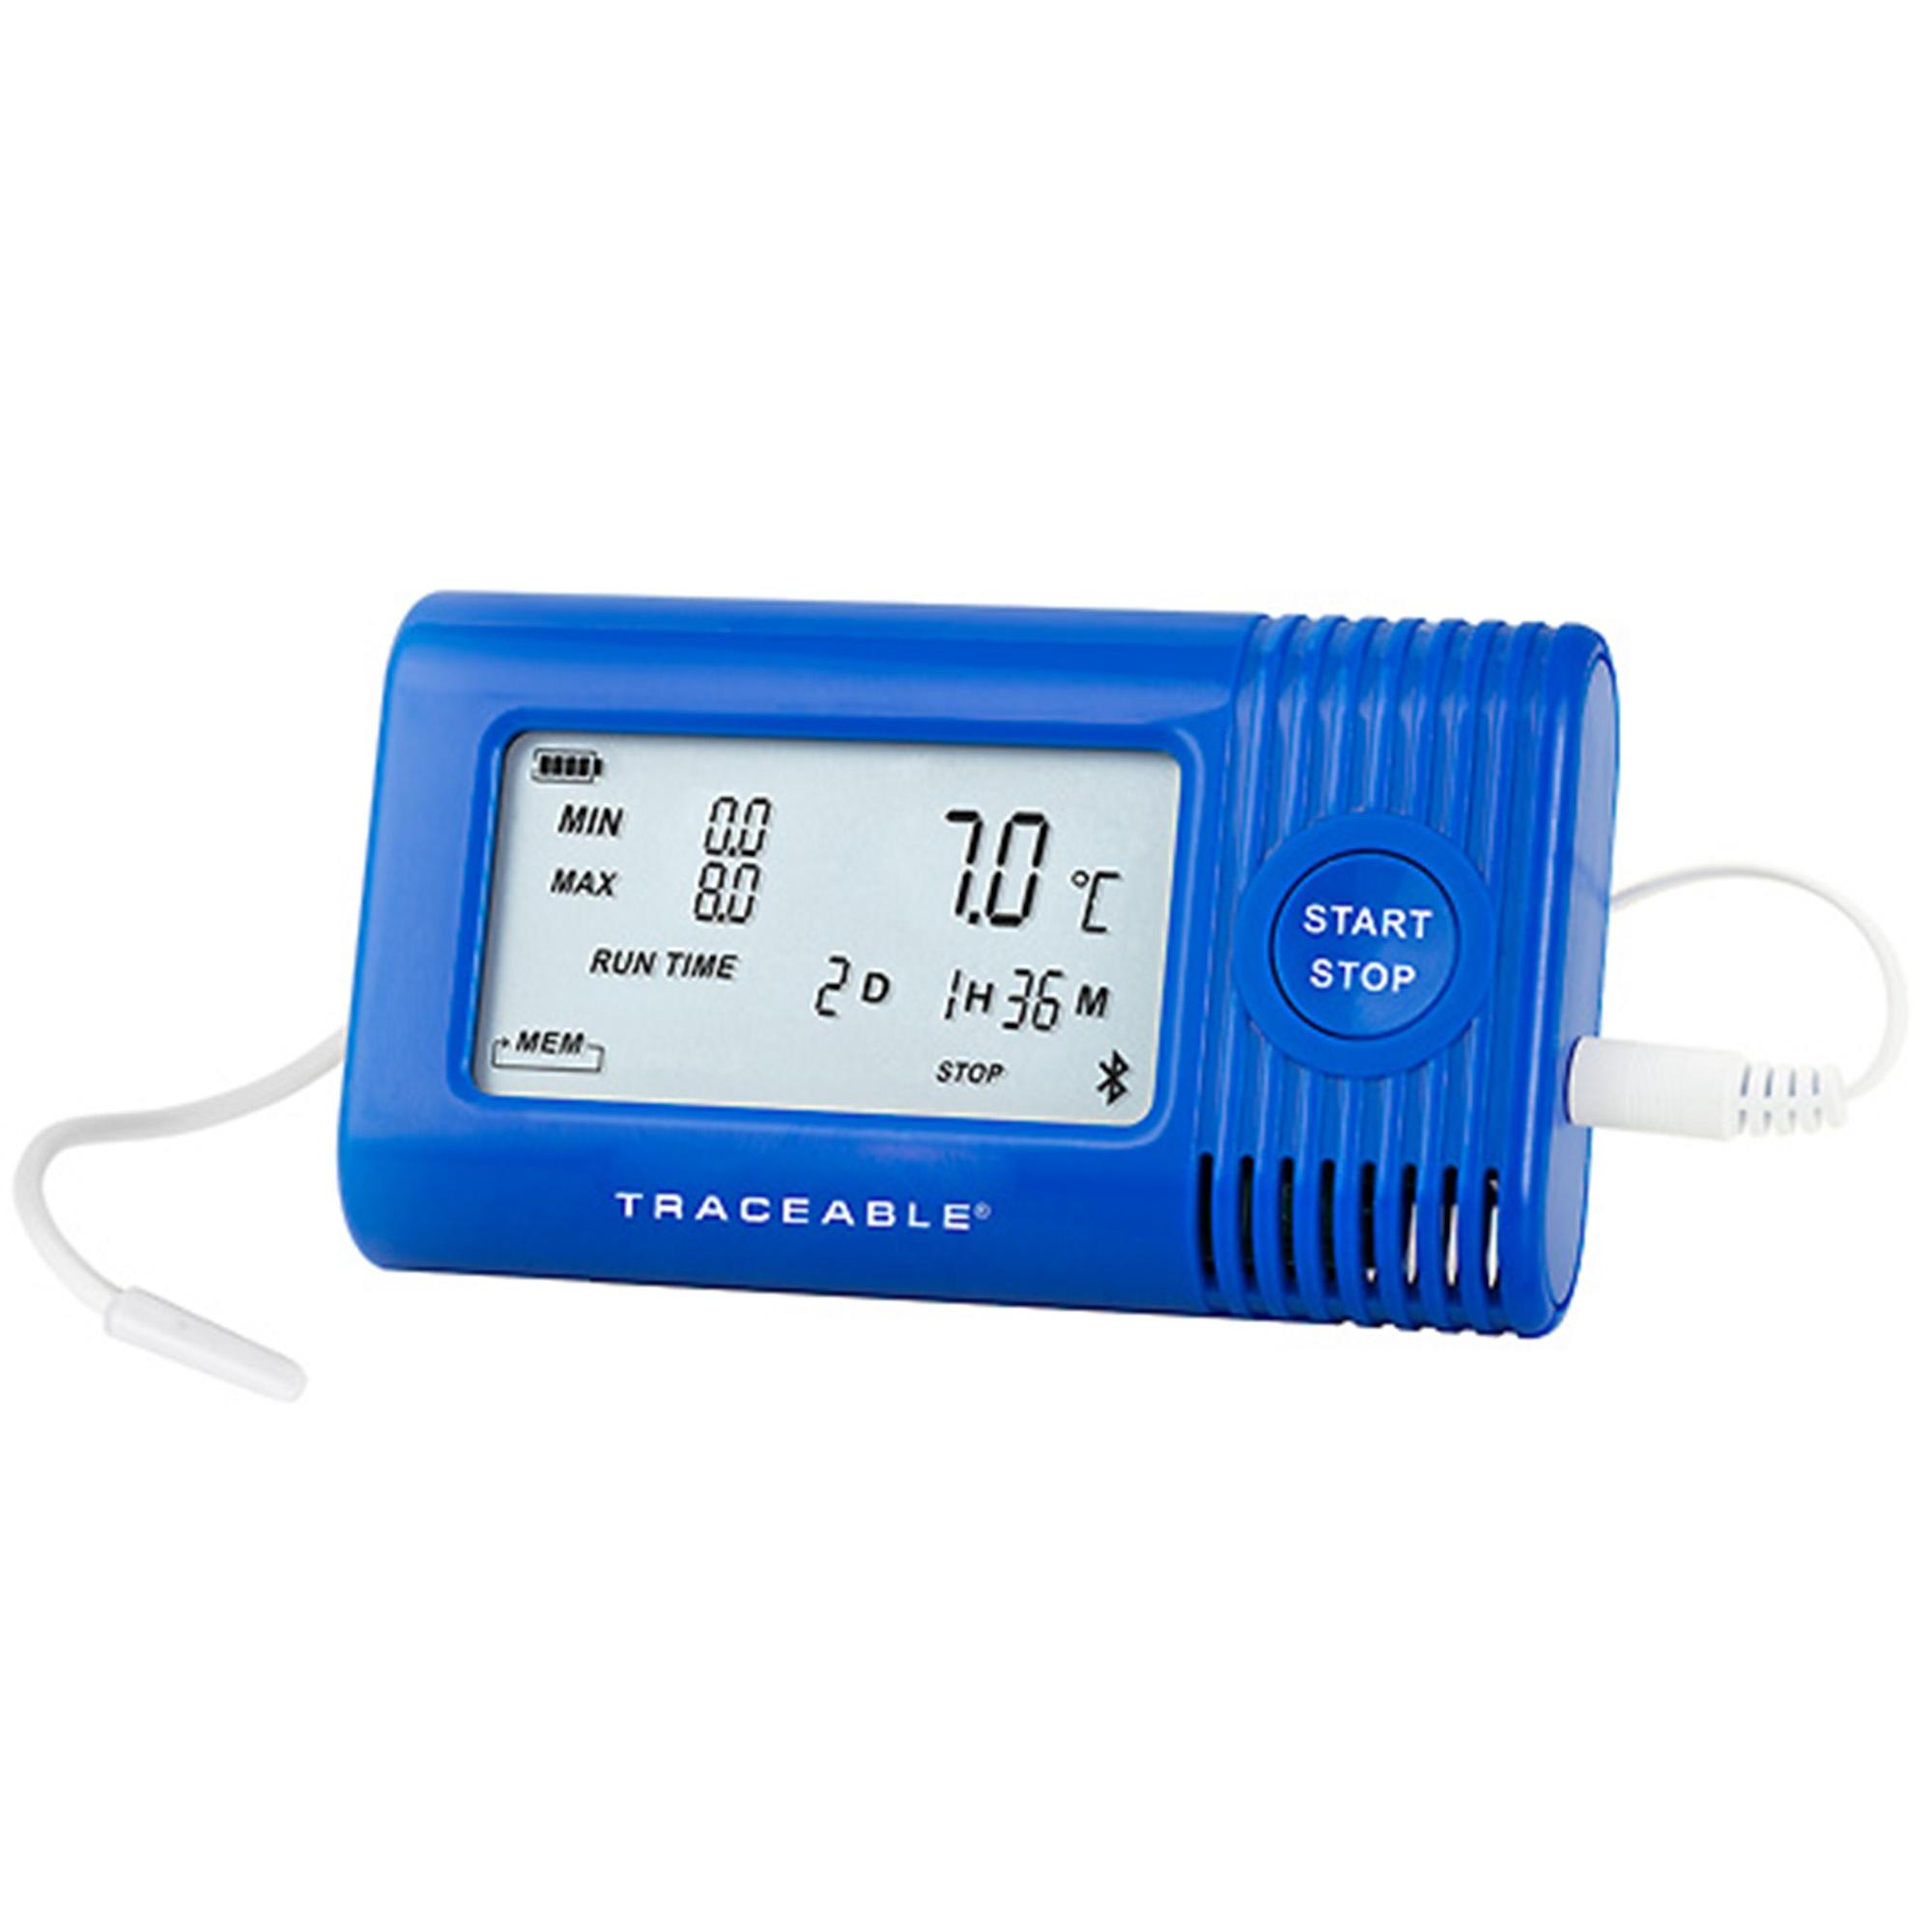 MIN 0.0
MAX 8.0
7.0 °C
RUN TIME 2 D 1 H 36 M
MEM
STOP
START
STOP
TRACEABLE®